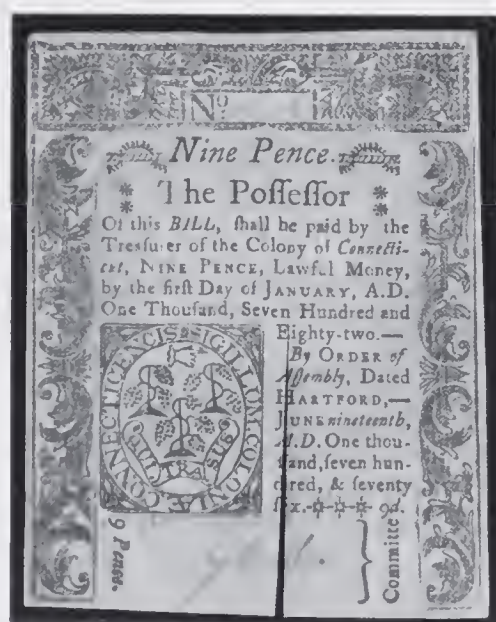 No
Nine Pence.
The Poſſeſſor
Of this BILL, ſhall be paid by the
Treaſurer of the Colony of Connecti-
cut, NINE PENCE, Lawful Money,
by the firſt Day of JANUARY, A.D.
One Thouſand, Seven Hundred and
Eighty-two.—
By ORDER of
Aſſembly, Dated
HARTFORD,—
JUNE nineteenth,
A.D. One thou-
ſand, ſeven hun-
dred, & ſeventy
ſix.-☼-☼-☼- 9d.
SIGILLUM COLONIÆ CONNECTICENSIS
9 Pence.
Committee